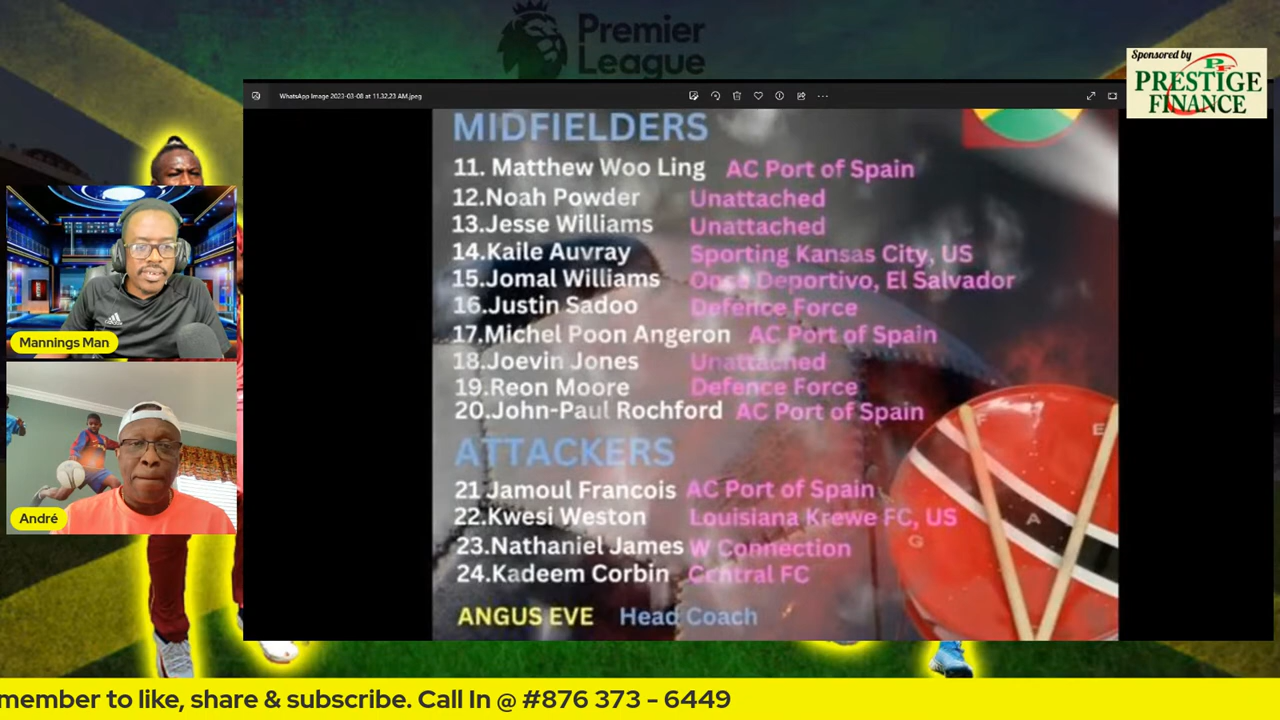 Premier
League
Sponsored by
PF
PRESTIGE
FINANCE
WhatsApp Image 2023-03-08 at 11.32.23 AM.jpeg
MIDFIELDERS
11. Matthew Woo Ling AC Port of Spain
12.Noah Powder Unattached
13.Jesse Williams Unattached
14.Kaile Auvray Sporting Kansas City, US
15.Jomal Williams Once Deportivo, El Salvador
16.Justin Sadoo Defence Force
17.Michel Poon Angeron AC Port of Spain
18.Joevin Jones Unattached
19.Reon Moore Defence Force
20.John-Paul Rochford AC Port of Spain
ATTACKERS
21.Jamoul Francois AC Port of Spain
22.Kwesi Weston Louisiana Krewe FC, US
23.Nathaniel James W Connection
24.Kadeem Corbin Central FC
ANGUS EVE Head Coach
F
E
A
G
Mannings Man
André
member to like, share & subscribe. Call In @ #876 373 - 6449